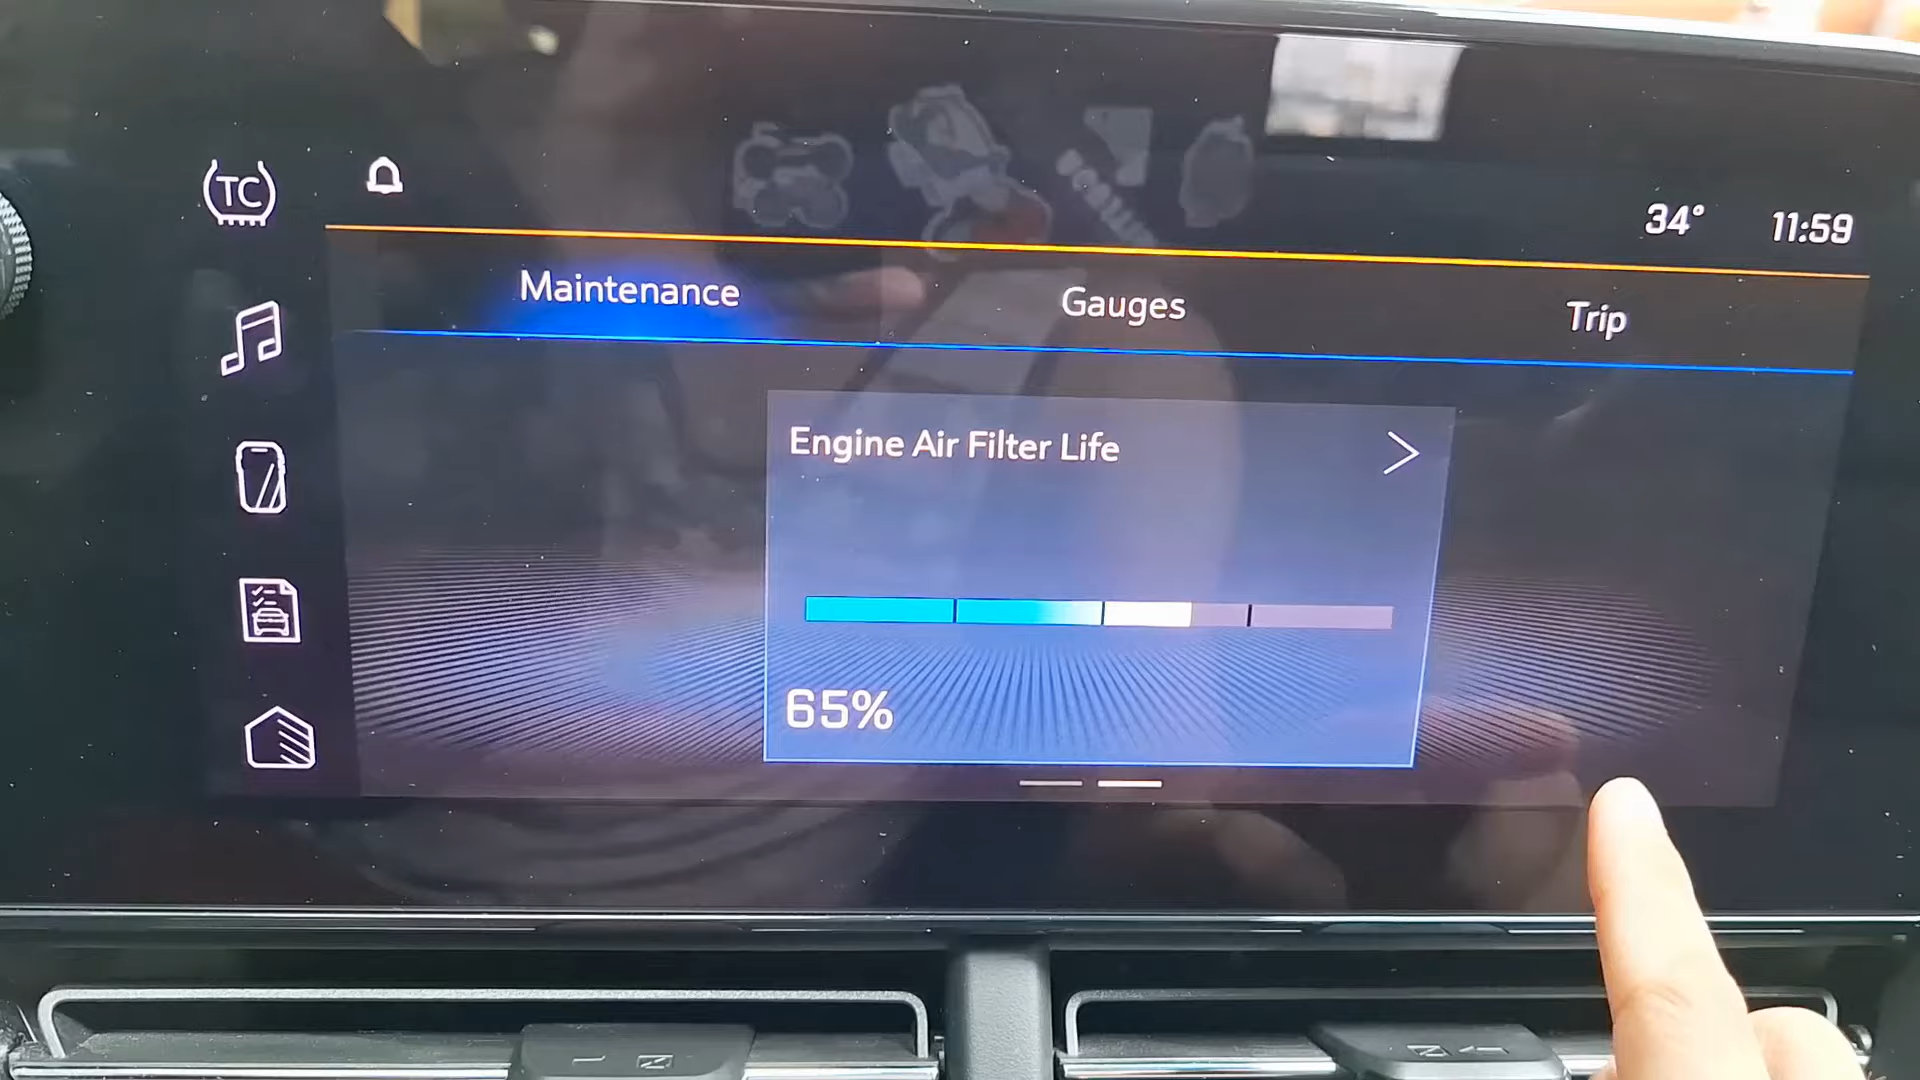 TC
34° 11:59
Maintenance Gauges Trip
Engine Air Filter Life
65%